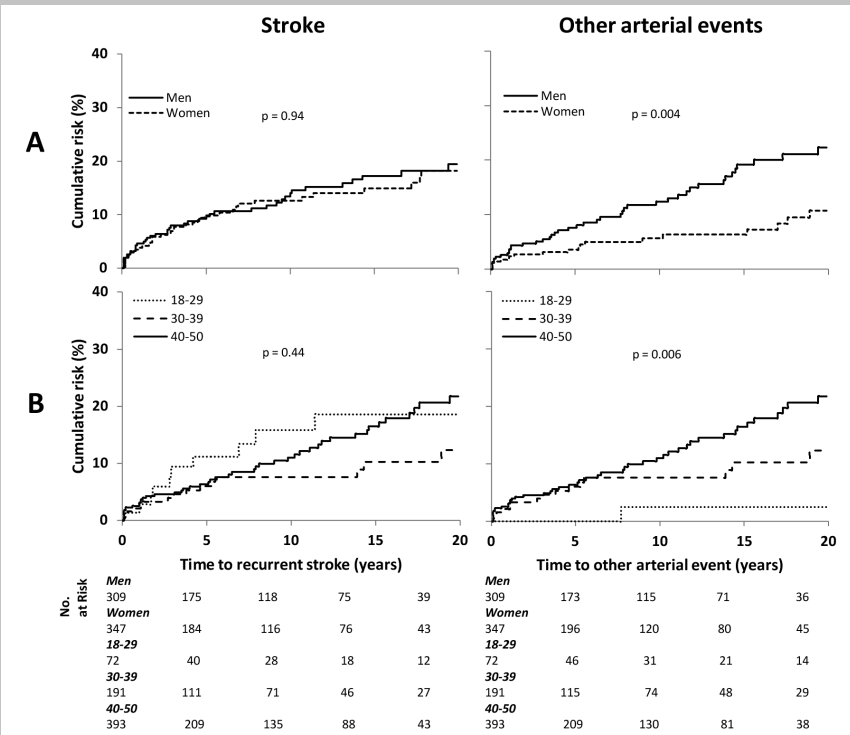 Stroke
Other arterial events
A
Cumulative risk (%)
40
30
20
10
0
Men
Women
p = 0.94
Men
Women
p = 0.004
B
Cumulative risk (%)
40
30
20
10
0
18-29
30-39
40-50
p = 0.44
0 5 10 15 20
Time to recurrent stroke (years)
18-29
30-39
40-50
p = 0.006
0 5 10 15 20
Time to other arterial event (years)
No.
at Risk
Men
309 175 118 75 39
Women
347 184 116 76 43
18-29
72 40 28 18 12
30-39
191 111 71 46 27
40-50
393 209 135 88 43
Men
309 173 115 71 36
Women
347 196 120 80 45
18-29
72 46 31 21 14
30-39
191 115 74 48 29
40-50
393 209 130 81 38